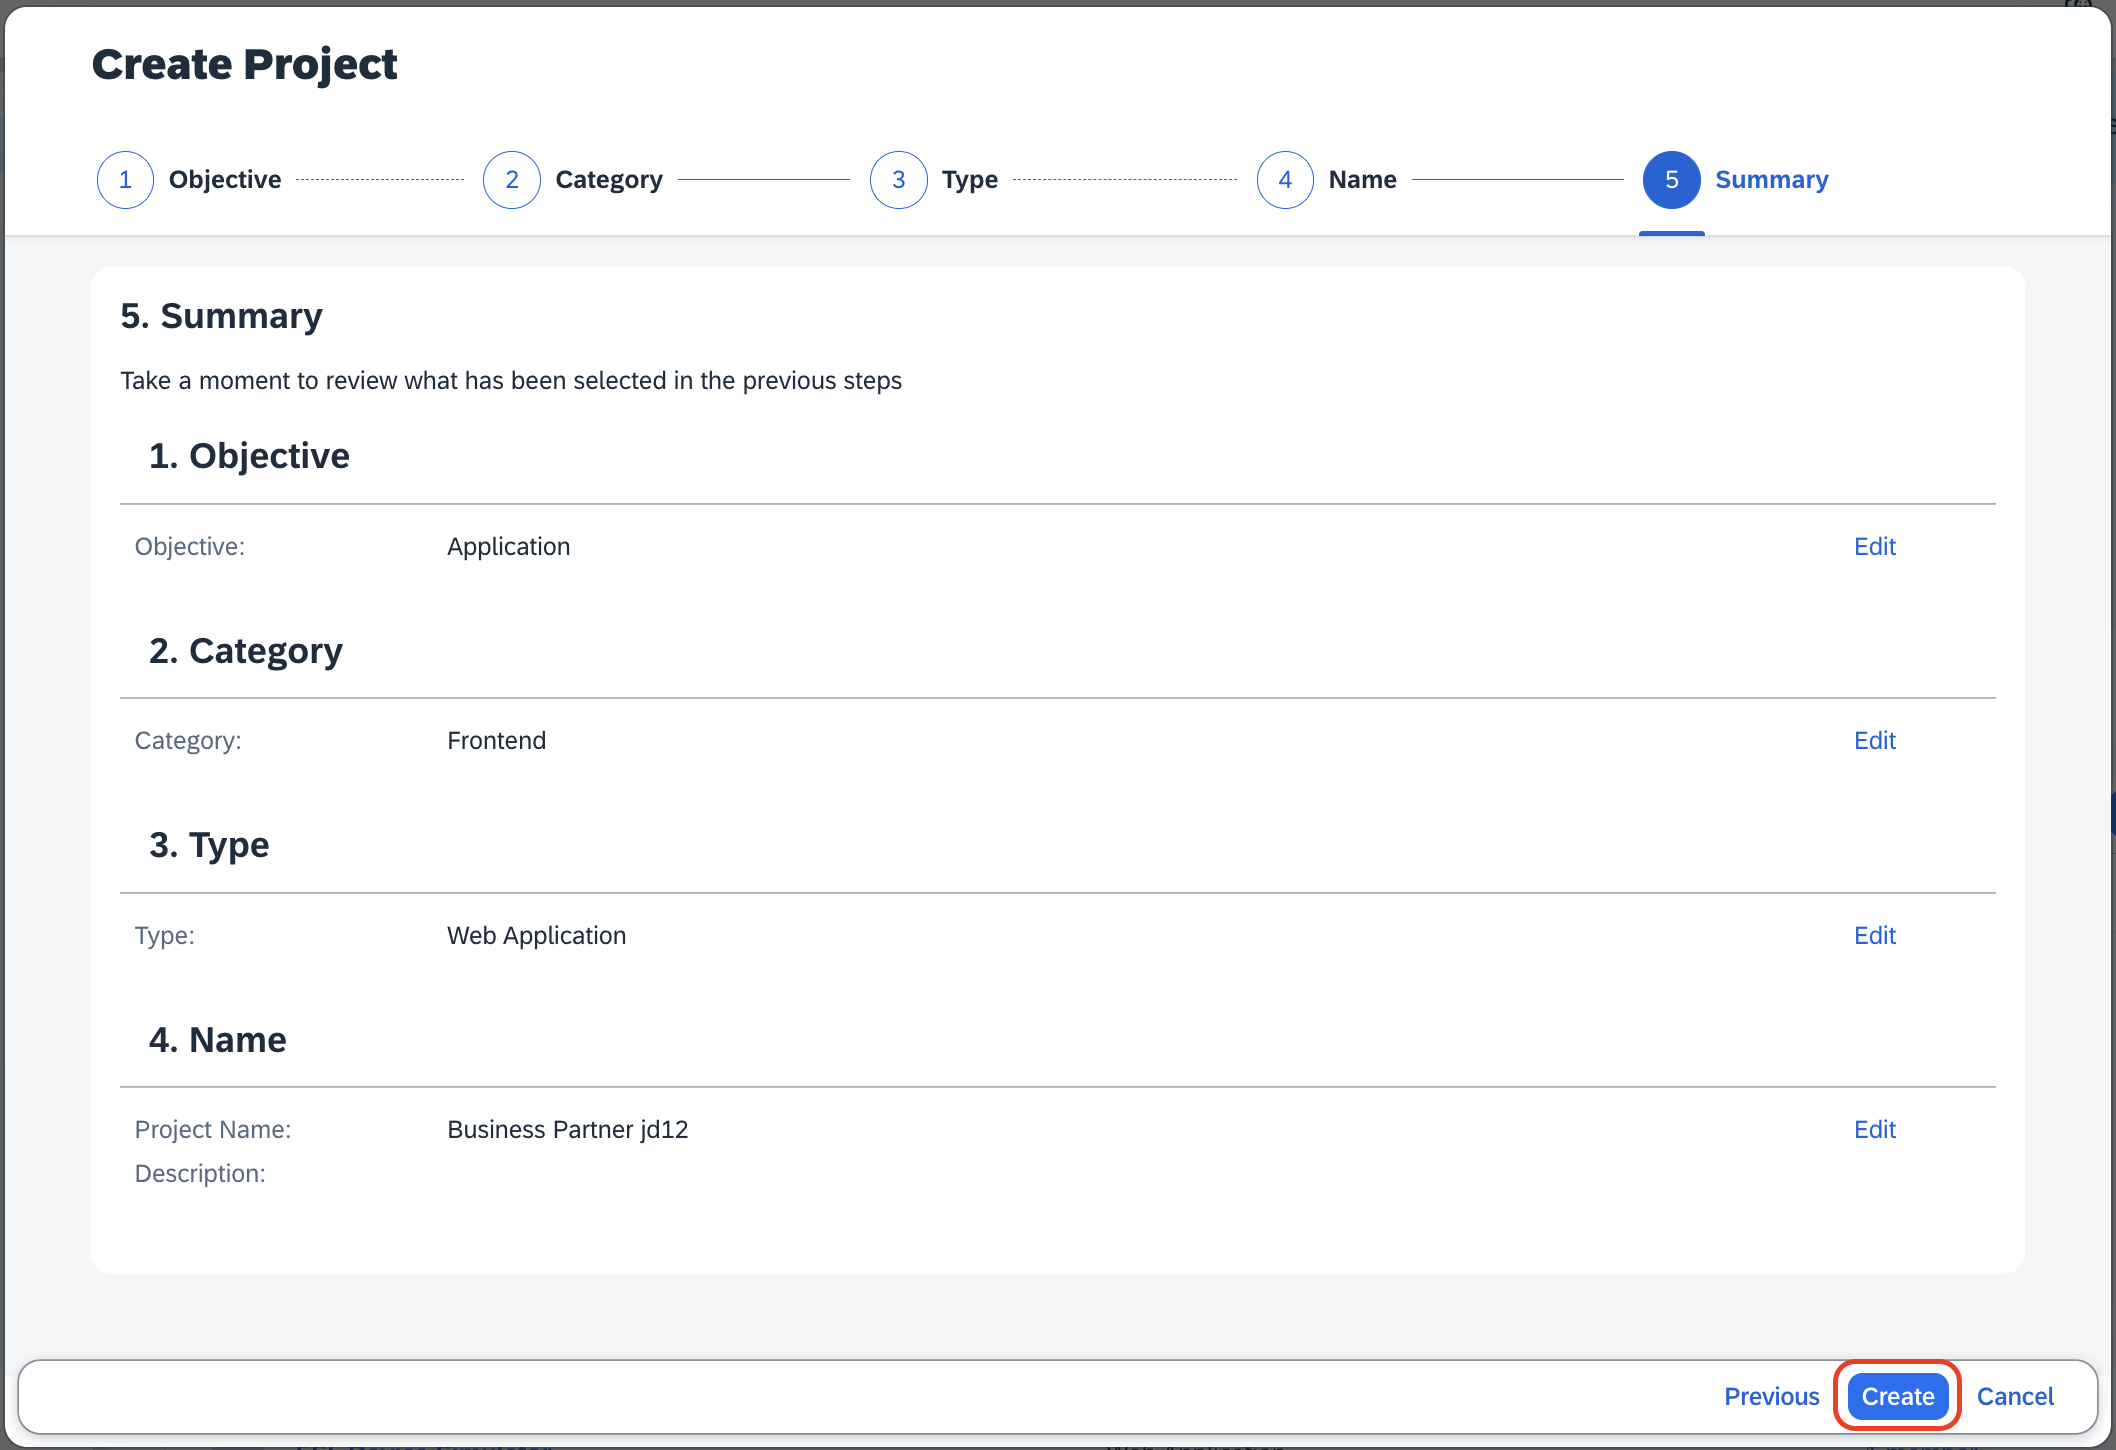 Create Project
1 Objective 2 Category 3 Type 4 Name 5 Summary
5. Summary
Take a moment to review what has been selected in the previous steps
1. Objective
Objective: Application Edit
2. Category
Category: Frontend Edit
3. Type
Type: Web Application Edit
4. Name
Project Name: Business Partner jd12 Edit
Description:
Previous Create Cancel